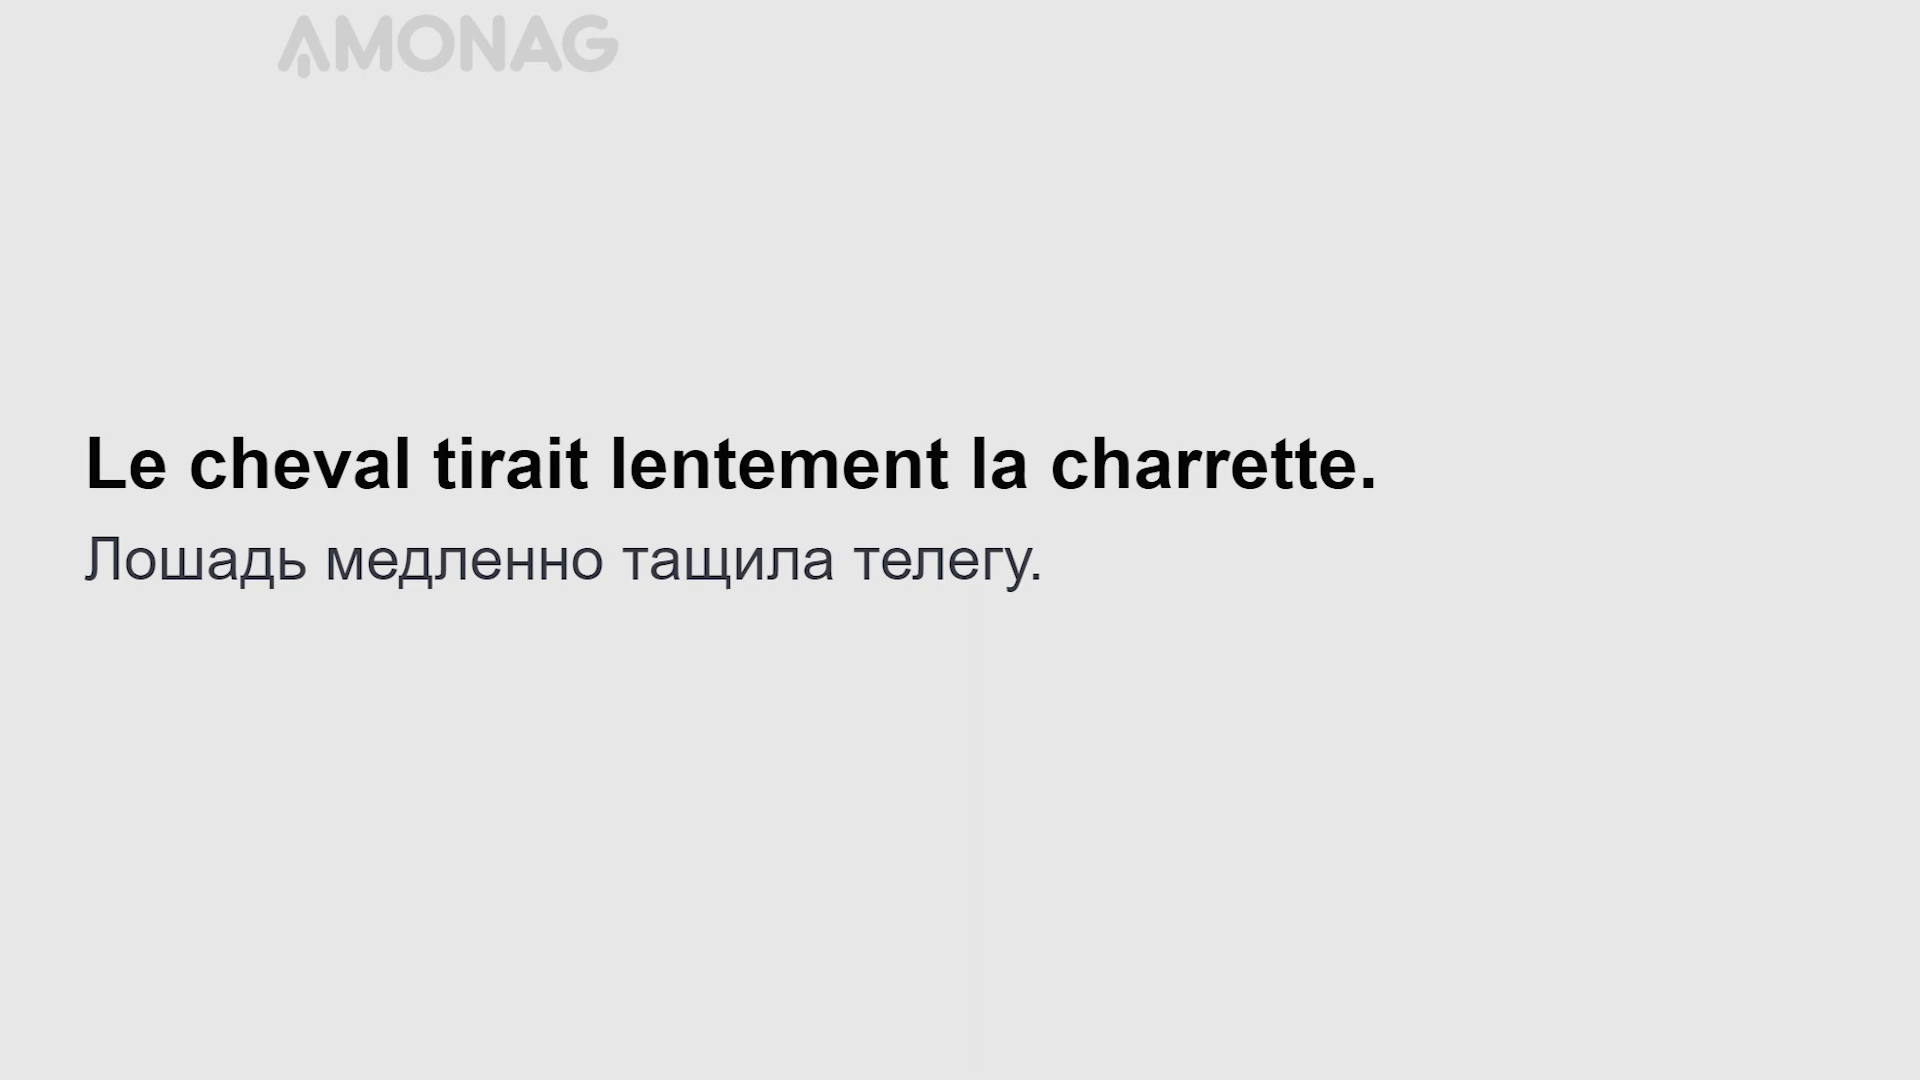 AMONAG
Le cheval tirait lentement la charrette.
Лошадь медленно тащила телегу.